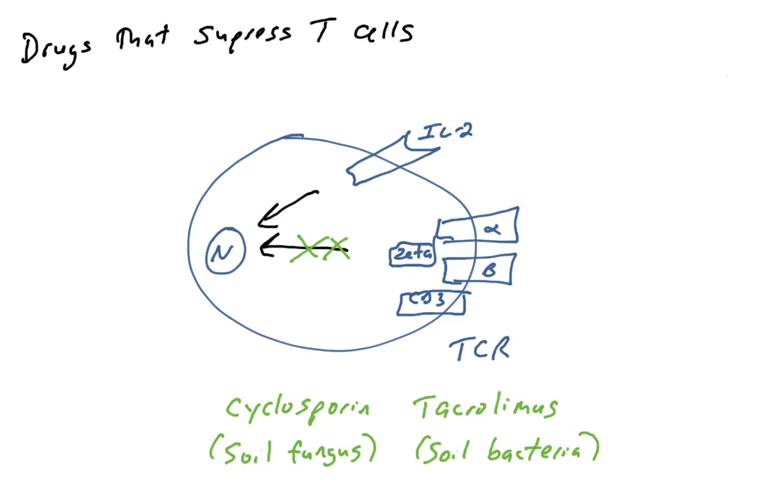 Drugs that supress T cells
IL-2
α
N
Zeta
B
CD3
TCR
Cyclosporin Tacrolimus
(Soil fungus) (Soil bacteria)